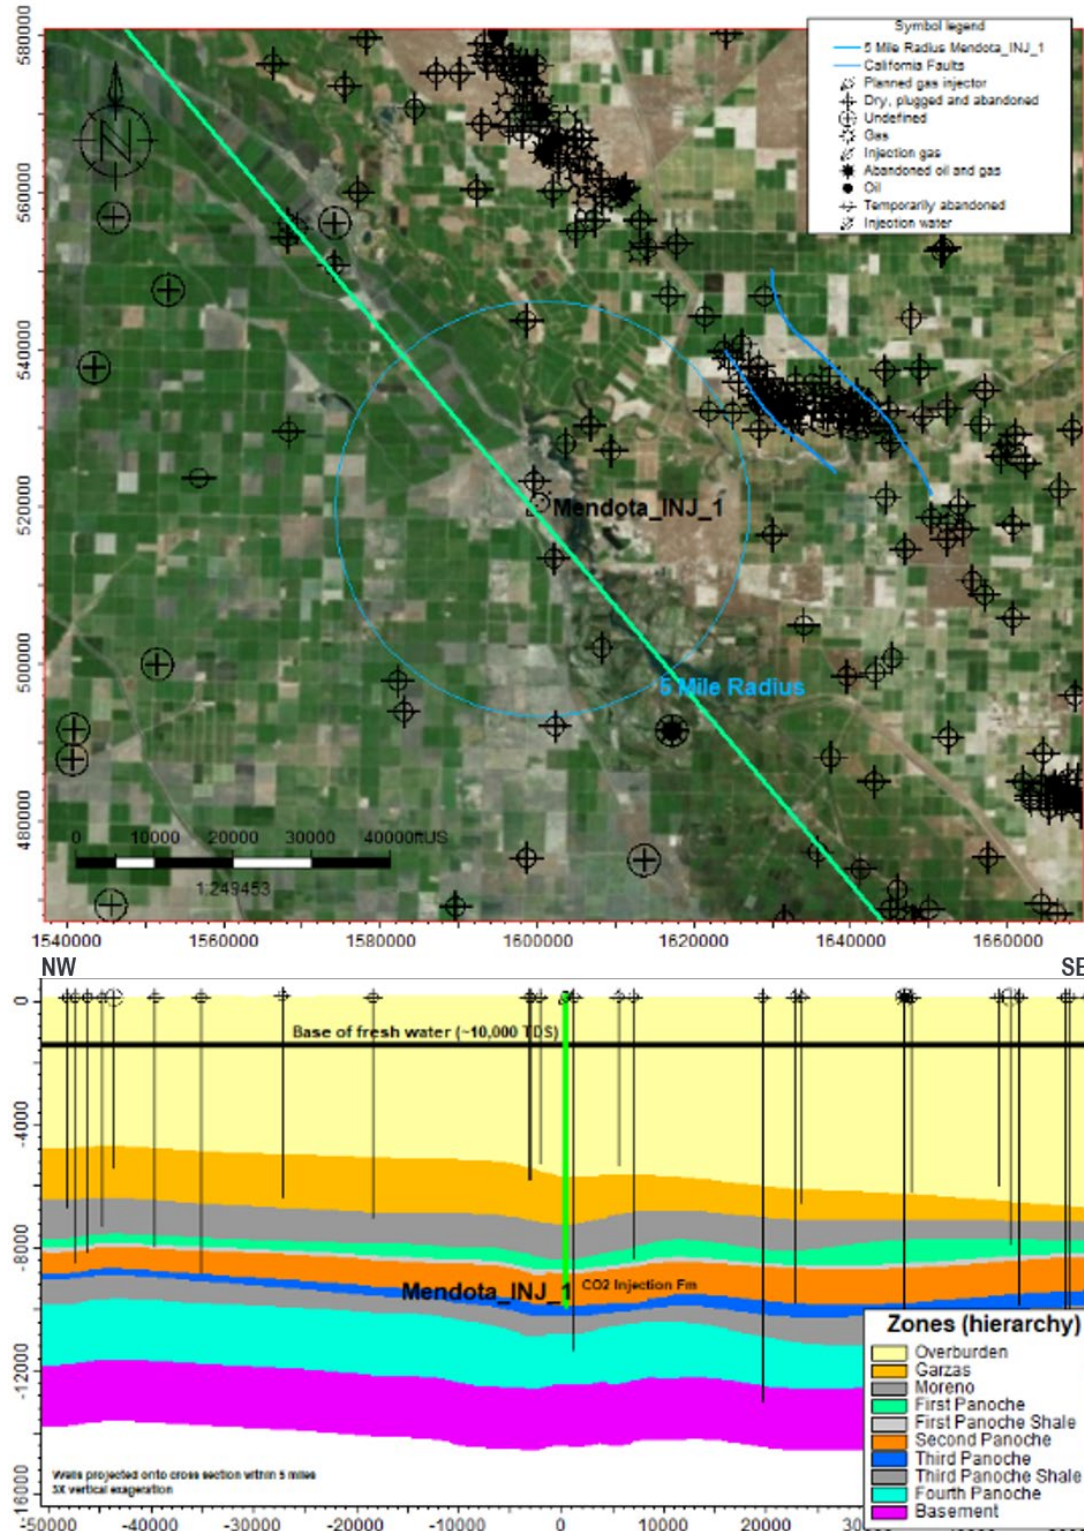 Symbol legend
5 Mile Radius Mendota_INJ_1
California Faults
Planned gas injector
Dry, plugged and abandoned
Undefined
Gas
Injection gas
Abandoned oil and gas
Oil
Temporarily abandoned
Injection water
N
580000
560000
540000
520000
500000
480000
Mendota_INJ_1
5 Mile Radius
0 10000 20000 30000 40000ftUS
1:249453
1540000 1560000 1580000 1600000 1620000 1640000 1660000
NW SE
0
-4000
-8000
-12000
-16000
Base of fresh water (~10,000 TDS)
Mendota_INJ_1
CO2 Injection Fm
Zones (hierarchy)
Overburden
Garzas
Moreno
First Panoche
First Panoche Shale
Second Panoche
Third Panoche
Third Panoche Shale
Fourth Panoche
Basement
Wells projected onto cross section within 5 miles
3X vertical exageration
-50000 -40000 -30000 -20000 -10000 0 10000 20000